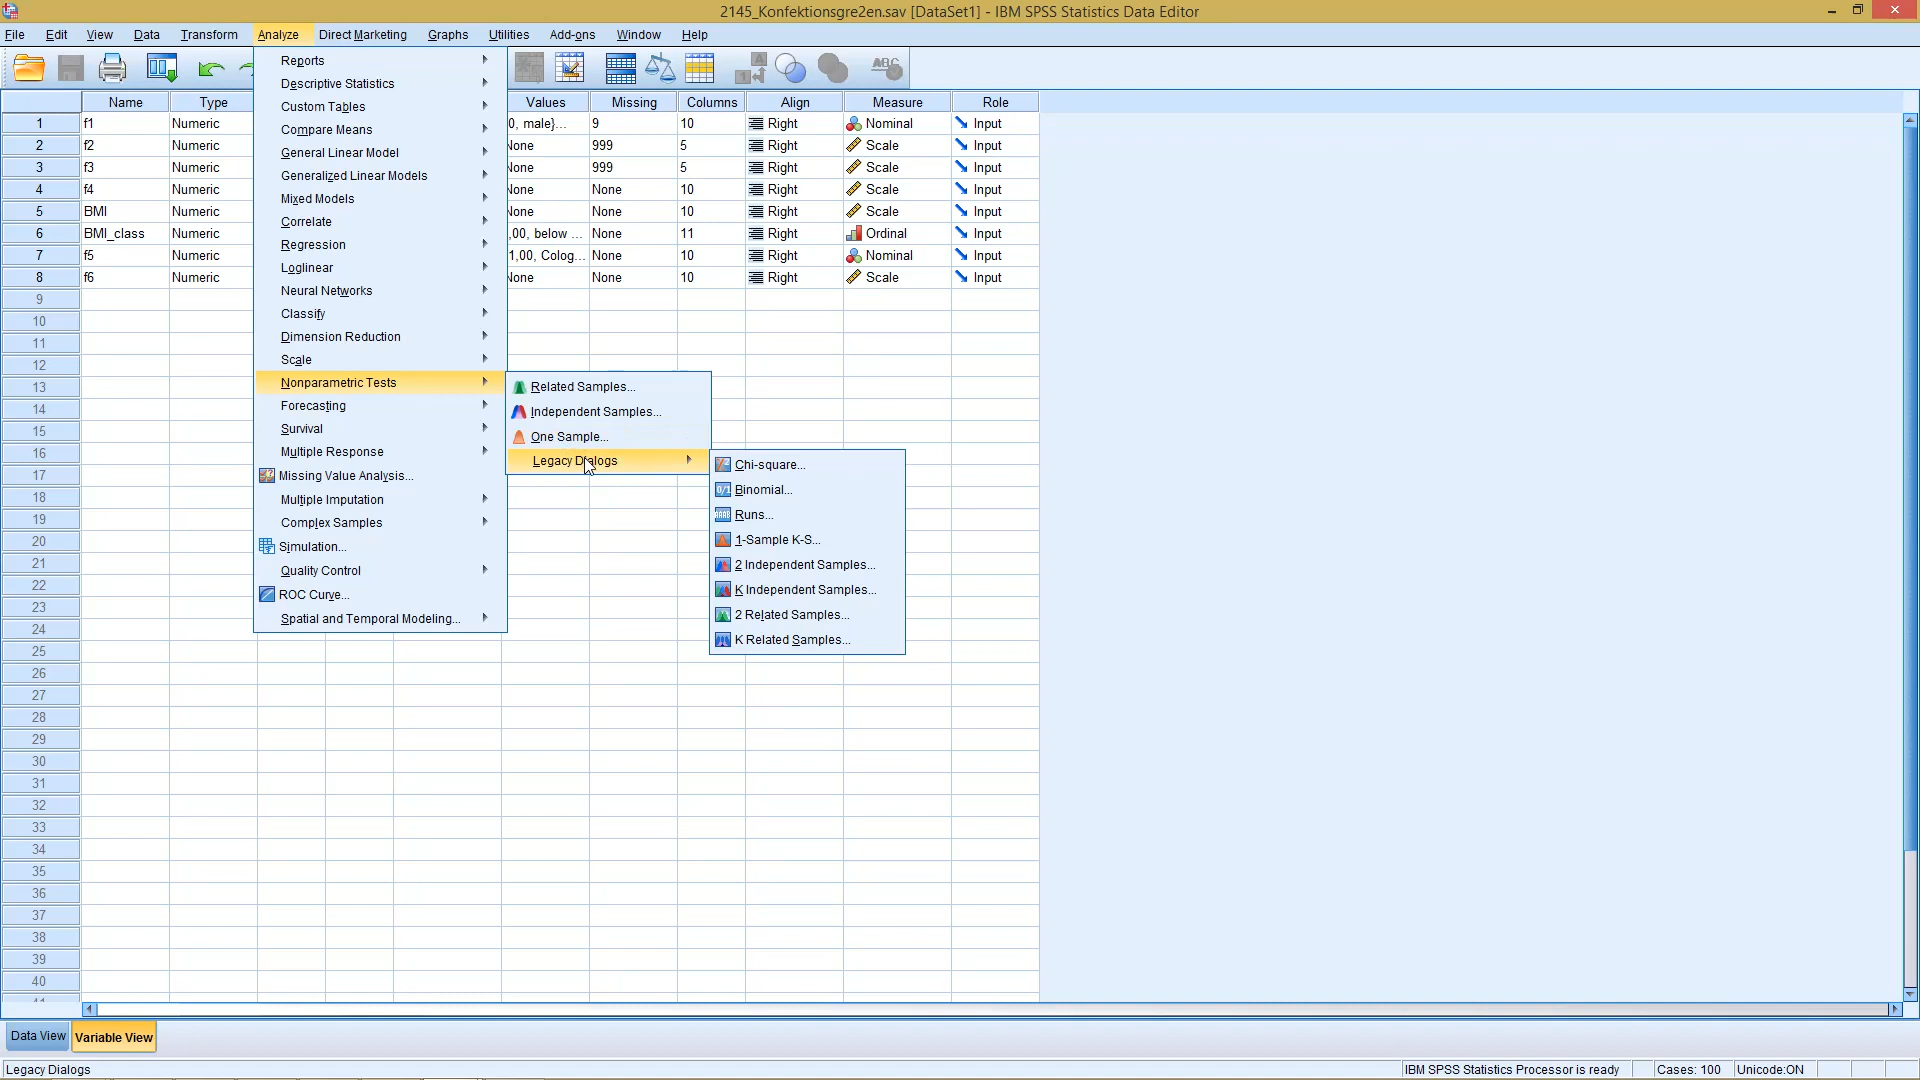 2145_Konfektionsgre2en.sav [DataSet1] - IBM SPSS Statistics Data Editor
File Edit View Data Transform Analyze Direct Marketing Graphs Utilities Add-ons Window Help
Name Type Values Missing Columns Align Measure Role
1 f1 Numeric 0, male}... 9 10 Right Nominal Input
2 f2 Numeric None 999 5 Right Scale Input
3 f3 Numeric None 999 5 Right Scale Input
4 f4 Numeric None None 10 Right Scale Input
5 BMI Numeric None None 10 Right Scale Input
6 BMI_class Numeric ,00, below ... None 11 Right Ordinal Input
7 f5 Numeric 1,00, Colog... None 10 Right Nominal Input
8 f6 Numeric None None 10 Right Scale Input
9
10
11
12
13
14
15
16
17
18
19
20
21
22
23
24
25
26
27
28
29
30
31
32
33
34
35
36
37
38
39
40
41
Reports
Descriptive Statistics
Custom Tables
Compare Means
General Linear Model
Generalized Linear Models
Mixed Models
Correlate
Regression
Loglinear
Neural Networks
Classify
Dimension Reduction
Scale
Nonparametric Tests
Forecasting
Survival
Multiple Response
Missing Value Analysis...
Multiple Imputation
Complex Samples
Simulation...
Quality Control
ROC Curve...
Spatial and Temporal Modeling...
Related Samples...
Independent Samples...
One Sample...
Legacy Dialogs
Chi-square...
Binomial...
Runs...
1-Sample K-S...
2 Independent Samples...
K Independent Samples...
2 Related Samples...
K Related Samples...
Data View Variable View
Legacy Dialogs IBM SPSS Statistics Processor is ready Cases: 100 Unicode:ON